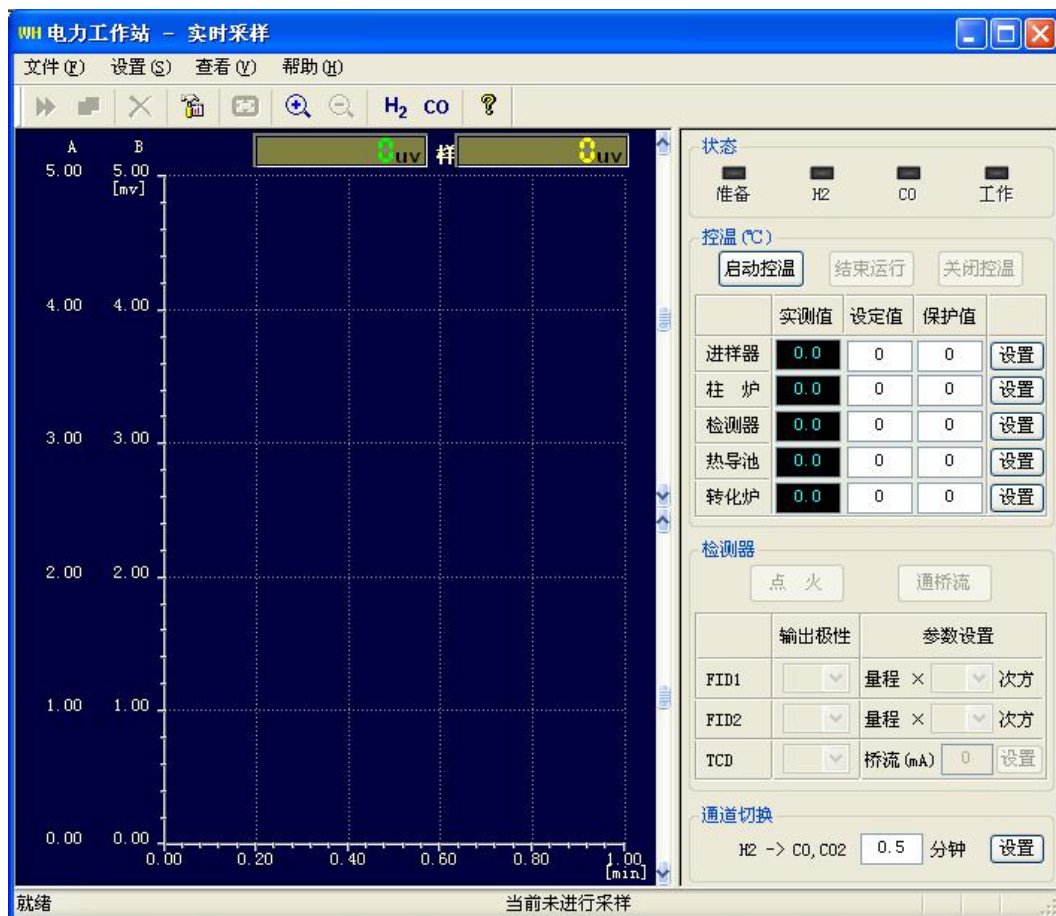 WH 电力工作站 - 实时采样
文件(F) 设置(S) 查看(V) 帮助(H)
H2 CO ?
A B
0uv 样 0uv
5.00 5.00
[mv]
4.00 4.00
3.00 3.00
2.00 2.00
1.00 1.00
0.00 0.00
0.00 0.20 0.40 0.60 0.80 1.00
[min]
状态
准备 H2 CO 工作
控温(℃)
启动控温 结束运行 关闭控温
实测值 设定值 保护值
进样器 0.0 0 0 设置
柱 炉 0.0 0 0 设置
检测器 0.0 0 0 设置
热导池 0.0 0 0 设置
转化炉 0.0 0 0 设置
检测器
点 火 通桥流
输出极性 参数设置
FID1 量程 × 次方
FID2 量程 × 次方
TCD 桥流(mA) 0 设置
通道切换
H2 -> CO,CO2 0.5 分钟 设置
就绪 当前未进行采样